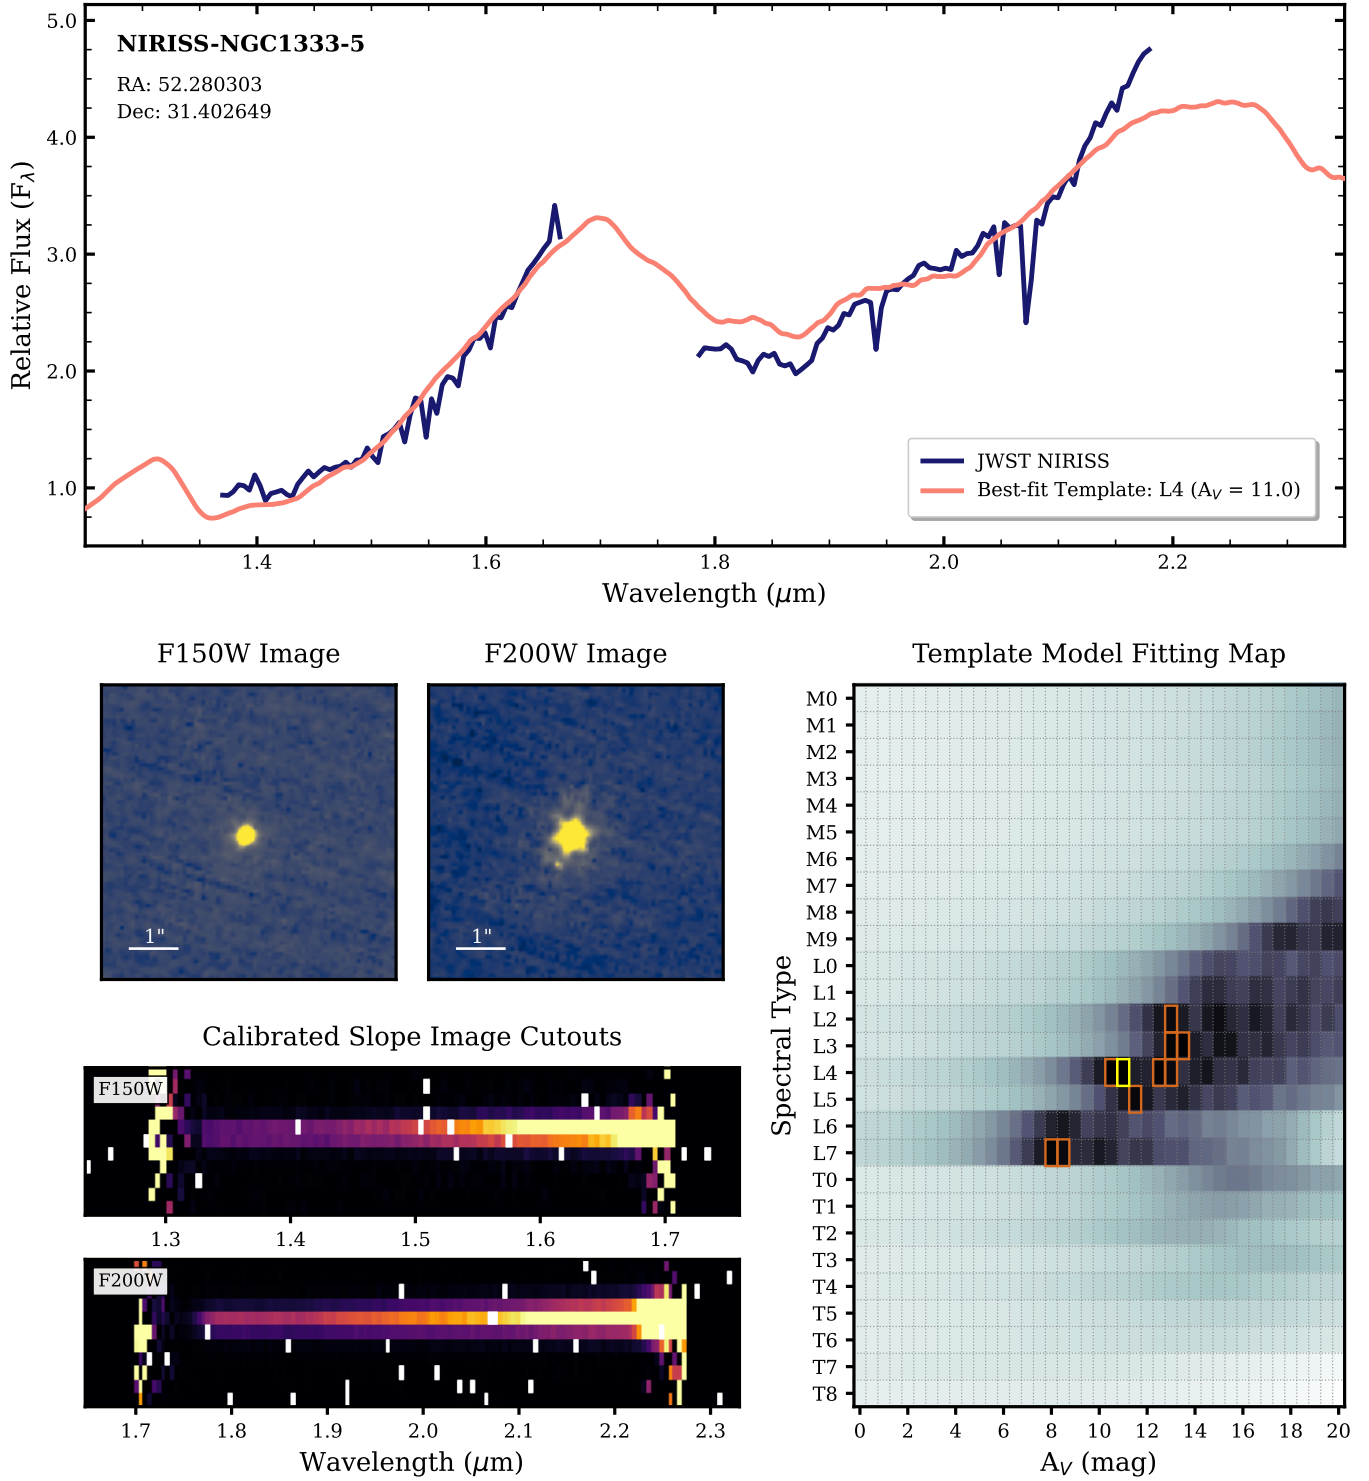 NIRISS-NGC1333-5
RA: 52.280303
Dec: 31.402649
5.0
4.0
3.0
2.0
1.0
Relative Flux (Fλ)
JWST NIRISS
Best-fit Template: L4 (AV = 11.0)
1.4 1.6 1.8 2.0 2.2
Wavelength (μm)
F150W Image
1"
F200W Image
1"
Calibrated Slope Image Cutouts
F150W
1.3 1.4 1.5 1.6 1.7
F200W
1.7 1.8 1.9 2.0 2.1 2.2 2.3
Wavelength (μm)
Template Model Fitting Map
Spectral Type
M0
M1
M2
M3
M4
M5
M6
M7
M8
M9
L0
L1
L2
L3
L4
L5
L6
L7
T0
T1
T2
T3
T4
T5
T6
T7
T8
0 2 4 6 8 10 12 14 16 18 20
AV (mag)